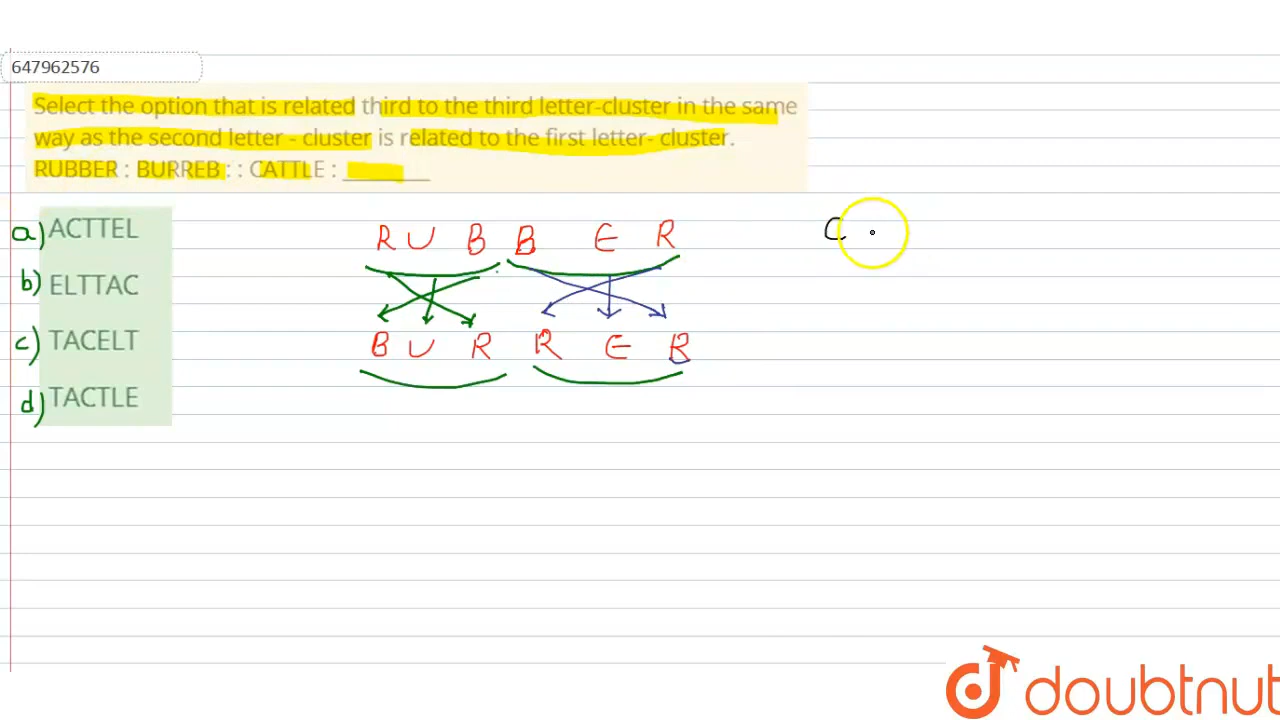 647962576
Select the option that is related third to the third letter-cluster in the same
way as the second letter - cluster is related to the first letter- cluster.
RUBBER : BURREB : : CATTLE : ________
a) ACTTEL
b) ELTTAC
c) TACELT
d) TACTLE
R U B B E R
B U R R E B
C
doubtnut